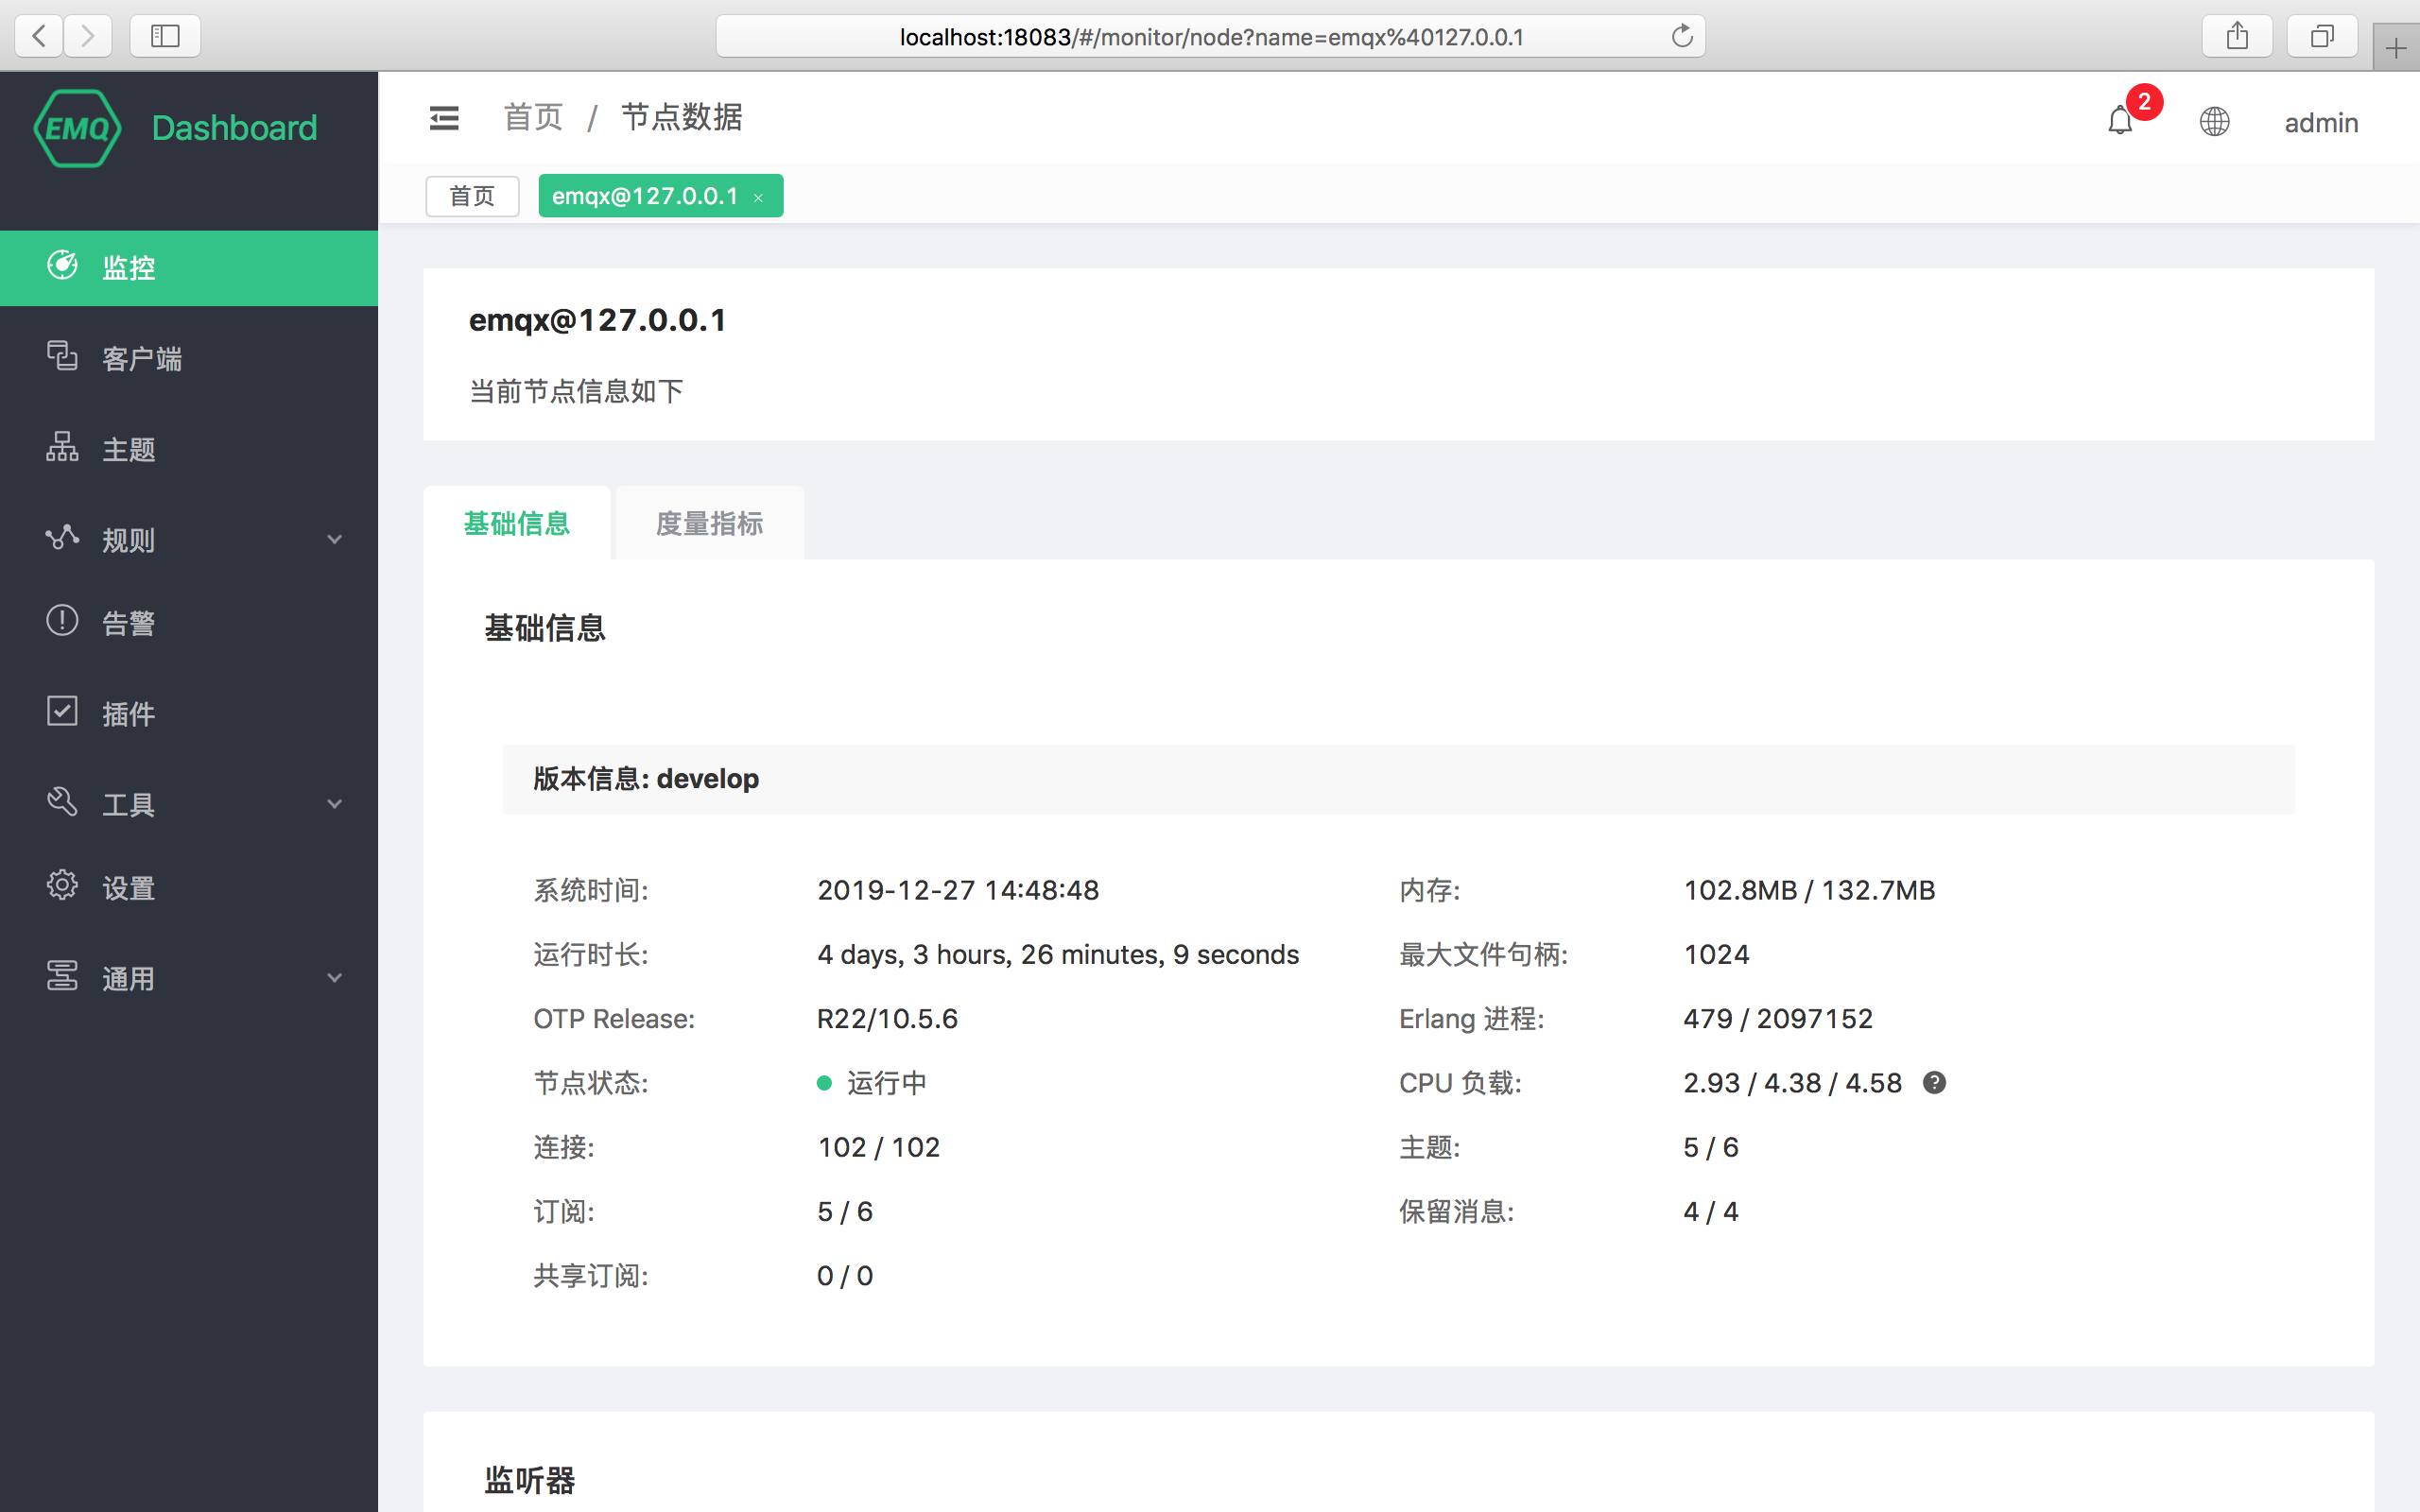 localhost:18083/#/monitor/node?name=emqx%40127.0.0.1
EMQ Dashboard
首页 / 节点数据
2
admin
首页
emqx@127.0.0.1 ×
监控
客户端
主题
规则
告警
插件
工具
设置
通用
emqx@127.0.0.1
当前节点信息如下
基础信息
度量指标
基础信息
版本信息: develop
系统时间: 2019-12-27 14:48:48
内存: 102.8MB / 132.7MB
运行时长: 4 days, 3 hours, 26 minutes, 9 seconds
最大文件句柄: 1024
OTP Release: R22/10.5.6
Erlang 进程: 479 / 2097152
节点状态: 运行中
CPU 负载: 2.93 / 4.38 / 4.58 ?
连接: 102 / 102
主题: 5 / 6
订阅: 5 / 6
保留消息: 4 / 4
共享订阅: 0 / 0
监听器